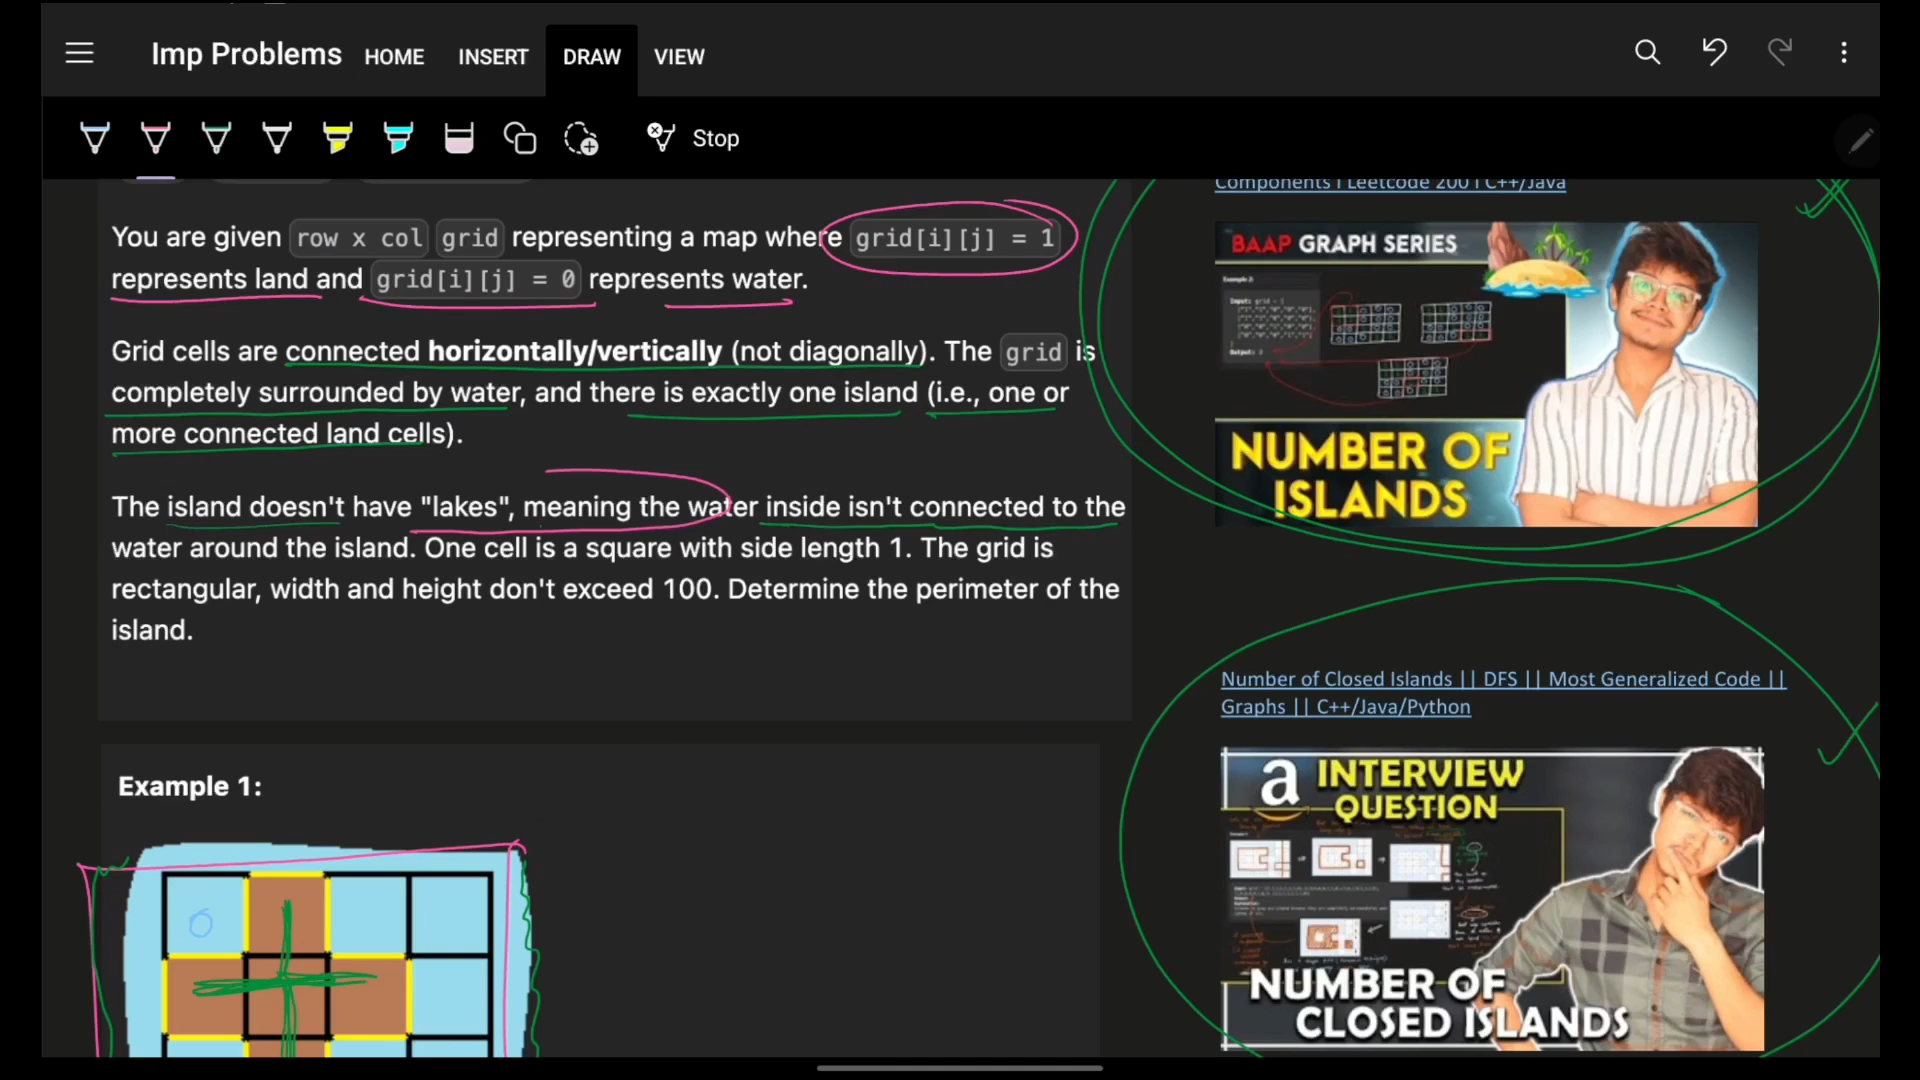 Imp Problems HOME INSERT DRAW VIEW
Stop
You are given row x col grid representing a map where grid[i][j] = 1
represents land and grid[i][j] = 0 represents water.
Grid cells are connected horizontally/vertically (not diagonally). The grid is
completely surrounded by water, and there is exactly one island (i.e., one or
more connected land cells).
The island doesn't have "lakes", meaning the water inside isn't connected to the
water around the island. One cell is a square with side length 1. The grid is
rectangular, width and height don't exceed 100. Determine the perimeter of the
island.
Example 1:
Components | Leetcode 200 | C++/Java
BAAP GRAPH SERIES
Input: grid = [
NUMBER OF
ISLANDS
Number of Closed Islands || DFS || Most Generalized Code ||
Graphs || C++/Java/Python
a INTERVIEW
QUESTION
NUMBER OF
CLOSED ISLANDS